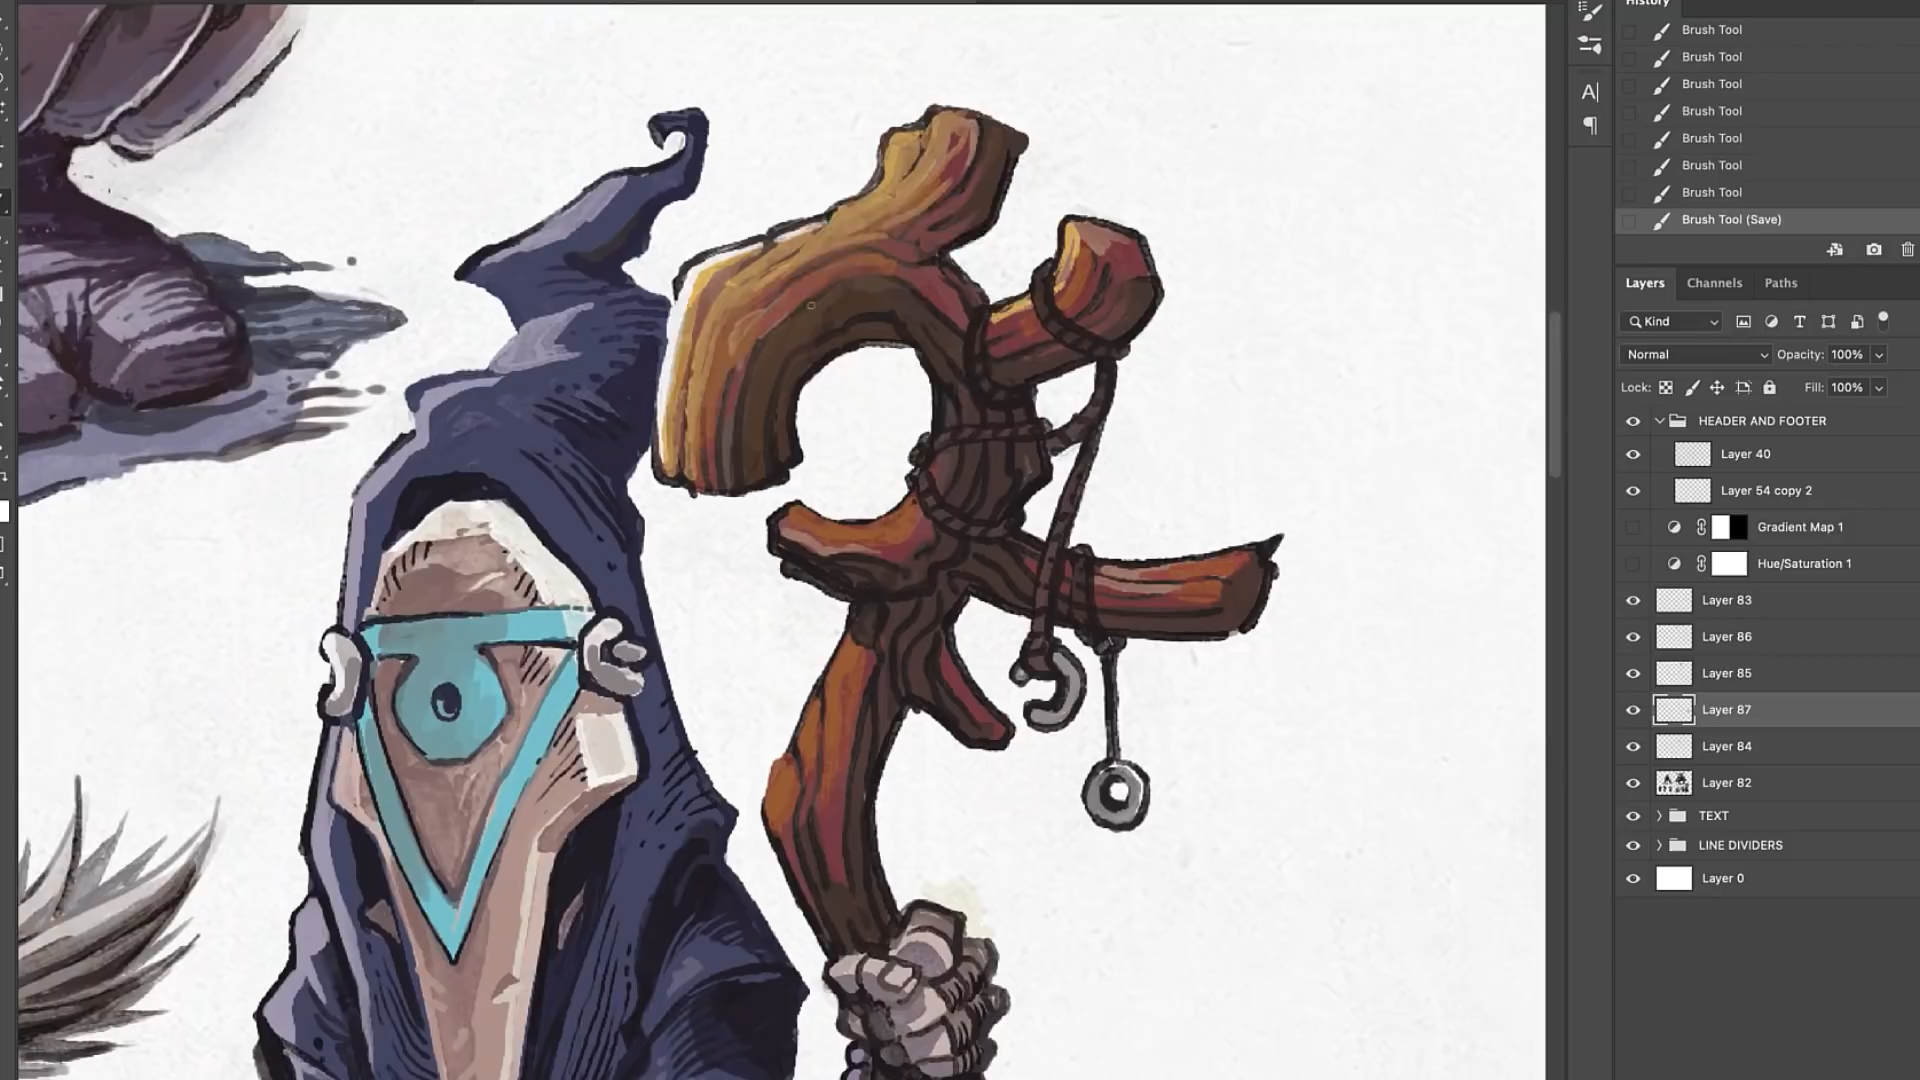 History
Brush Tool
Brush Tool
Brush Tool
Brush Tool
Brush Tool
Brush Tool
Brush Tool
Brush Tool (Save)
Layers Channels Paths
Kind
Normal Opacity: 100%
Lock: Fill: 100%
HEADER AND FOOTER
Layer 40
Layer 54 copy 2
Gradient Map 1
Hue/Saturation 1
Layer 83
Layer 86
Layer 85
Layer 87
Layer 84
Layer 82
TEXT
LINE DIVIDERS
Layer 0